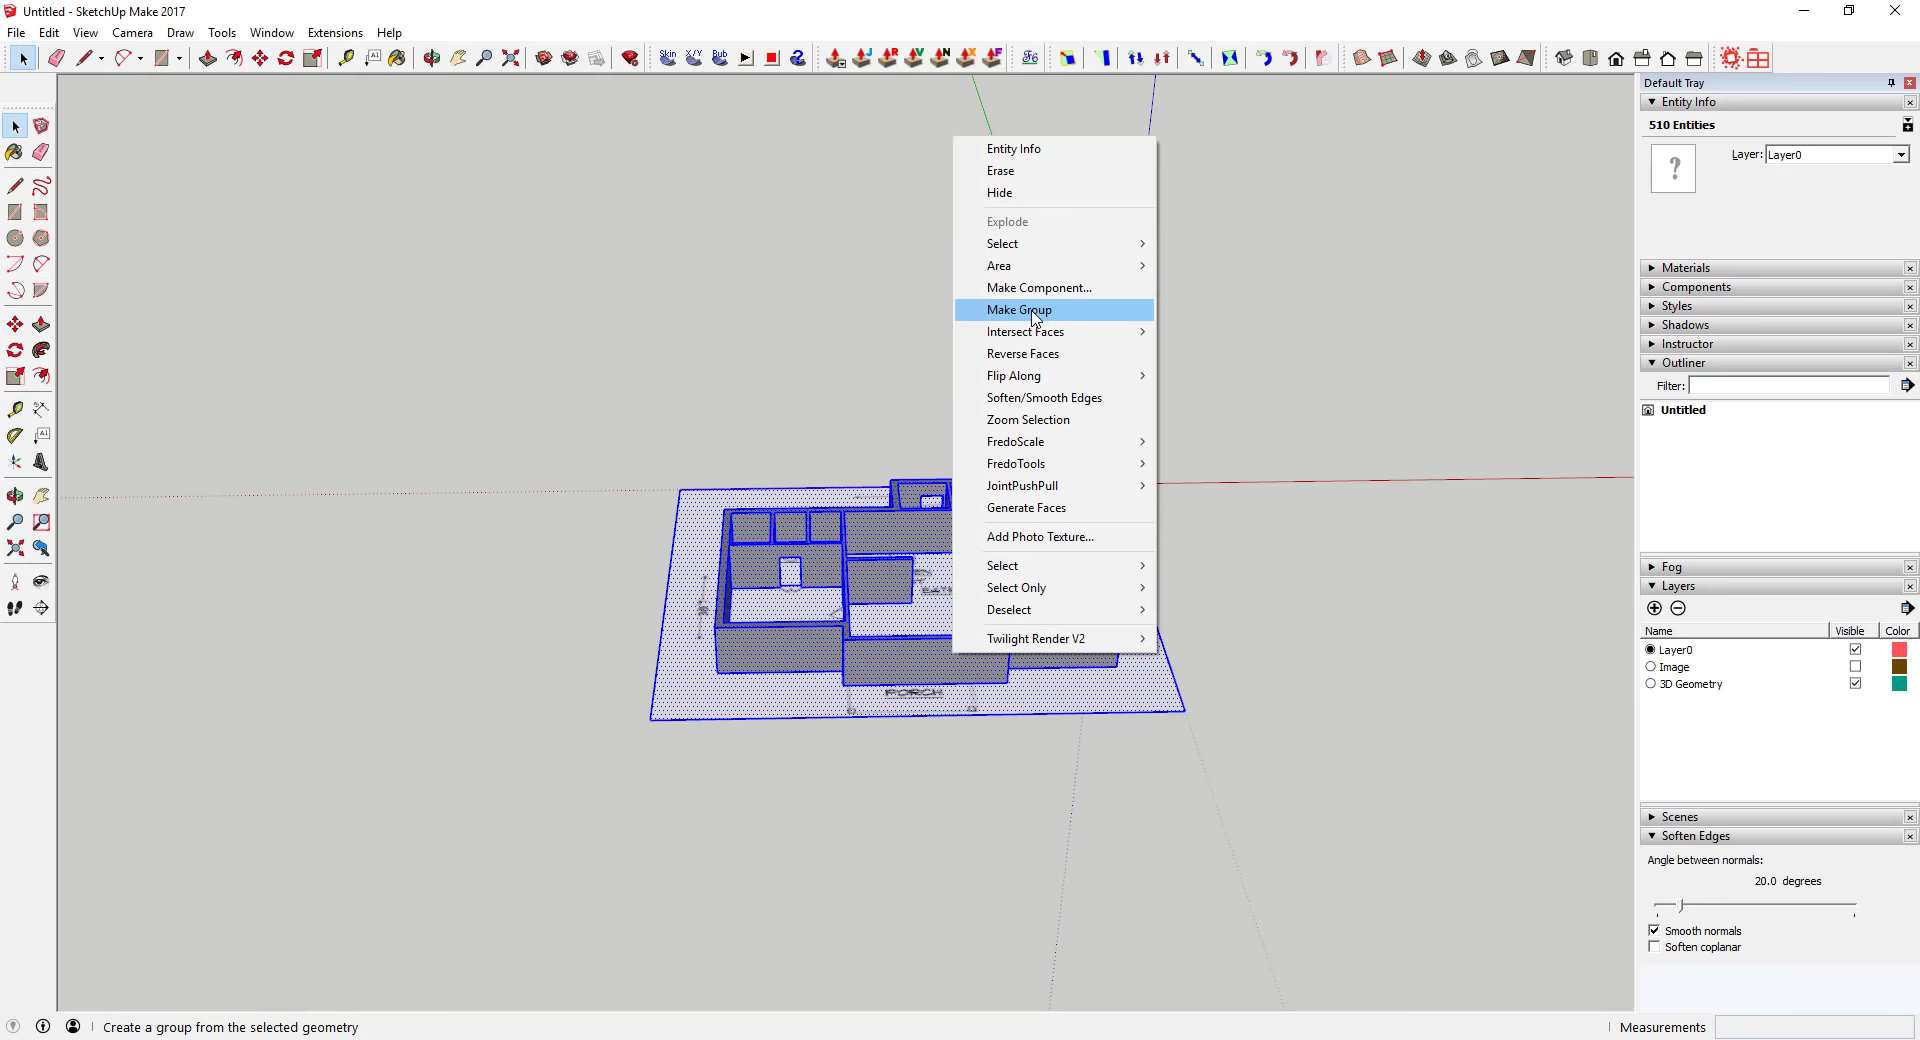 Untitled - SketchUp Make 2017
File Edit View Camera Draw Tools Window Extensions Help
Skin X/Y Bub
J R V N X F
Default Tray
Entity Info
510 Entities
Layer: Layer0
Materials
Components
Styles
Shadows
Instructor
Outliner
Filter:
Untitled
Fog
Layers
Name Visible Color
Layer0
Image
3D Geometry
Scenes
Soften Edges
Angle between normals:
20.0 degrees
Smooth normals
Soften coplanar
Entity Info
Erase
Hide
Explode
Select
Area
Make Component...
Make Group
Intersect Faces
Reverse Faces
Flip Along
Soften/Smooth Edges
Zoom Selection
FredoScale
FredoTools
JointPushPull
Generate Faces
Add Photo Texture...
Select
Select Only
Deselect
Twilight Render V2
PORCH
Create a group from the selected geometry
Measurements